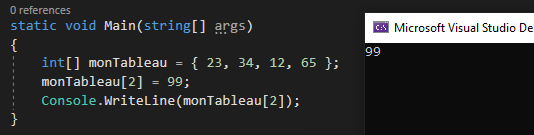 0 references
static void Main(string[] args)
{
int[] monTableau = { 23, 34, 12, 65 };
monTableau[2] = 99;
Console.WriteLine(monTableau[2]);
}
Microsoft Visual Studio De
99